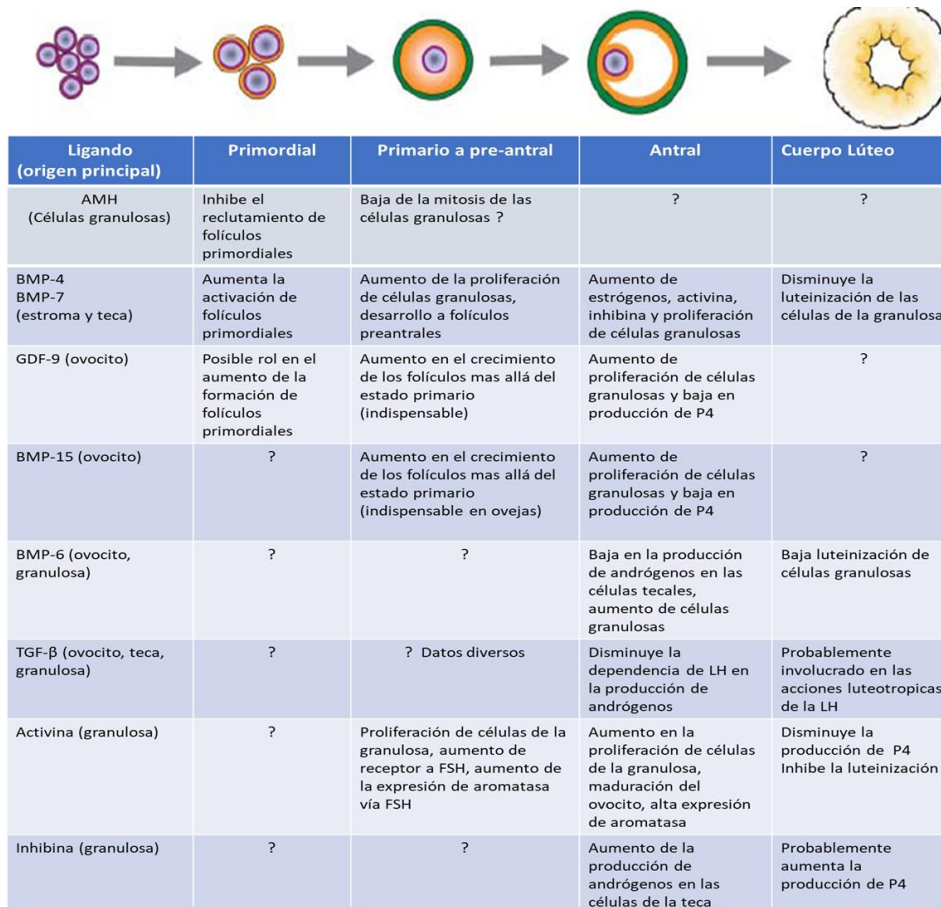 Ligando
(origen principal)
Primordial
Primario a pre-antral
Antral
Cuerpo Lúteo
AMH
(Células granulosas)
Inhibe el
reclutamiento de
folículos
primordiales
Baja de la mitosis de las
células granulosas ?
?
?
BMP-4
BMP-7
(estroma y teca)
Aumenta la
activación de
folículos
primordiales
Aumento de la proliferación
de células granulosas,
desarrollo a folículos
preantrales
Aumento de
estrógenos, activina,
inhibina y proliferación
de células granulosas
Disminuye la
luteinización de las
células de la granulosa
GDF-9 (ovocito)
Posible rol en el
aumento de la
formación de
folículos
primordiales
Aumento en el crecimiento
de los folículos mas allá del
estado primario
(indispensable)
Aumento de
proliferación de células
granulosas y baja en
producción de P4
?
BMP-15 (ovocito)
?
Aumento en el crecimiento
de los folículos mas allá del
estado primario
(indispensable en ovejas)
Aumento de
proliferación de células
granulosas y baja en
producción de P4
?
BMP-6 (ovocito,
granulosa)
?
?
Baja en la producción
de andrógenos en las
células tecales,
aumento de células
granulosas
Baja luteinización de
células granulosas
TGF-β (ovocito, teca,
granulosa)
?
? Datos diversos
Disminuye la
dependencia de LH en
la producción de
andrógenos
Probablemente
involucrado en las
acciones luteotropicas
de la LH
Activina (granulosa)
?
Proliferación de células de la
granulosa, aumento de
receptor a FSH, aumento de
la expresión de aromatasa
vía FSH
Aumento en la
proliferación de células
de la granulosa,
maduración del
ovocito, alta expresión
de aromatasa
Disminuye la
producción de P4
Inhibe la luteinización
Inhibina (granulosa)
?
?
Aumento de la
producción de
andrógenos en las
células de la teca
Probablemente
aumenta la
producción de P4